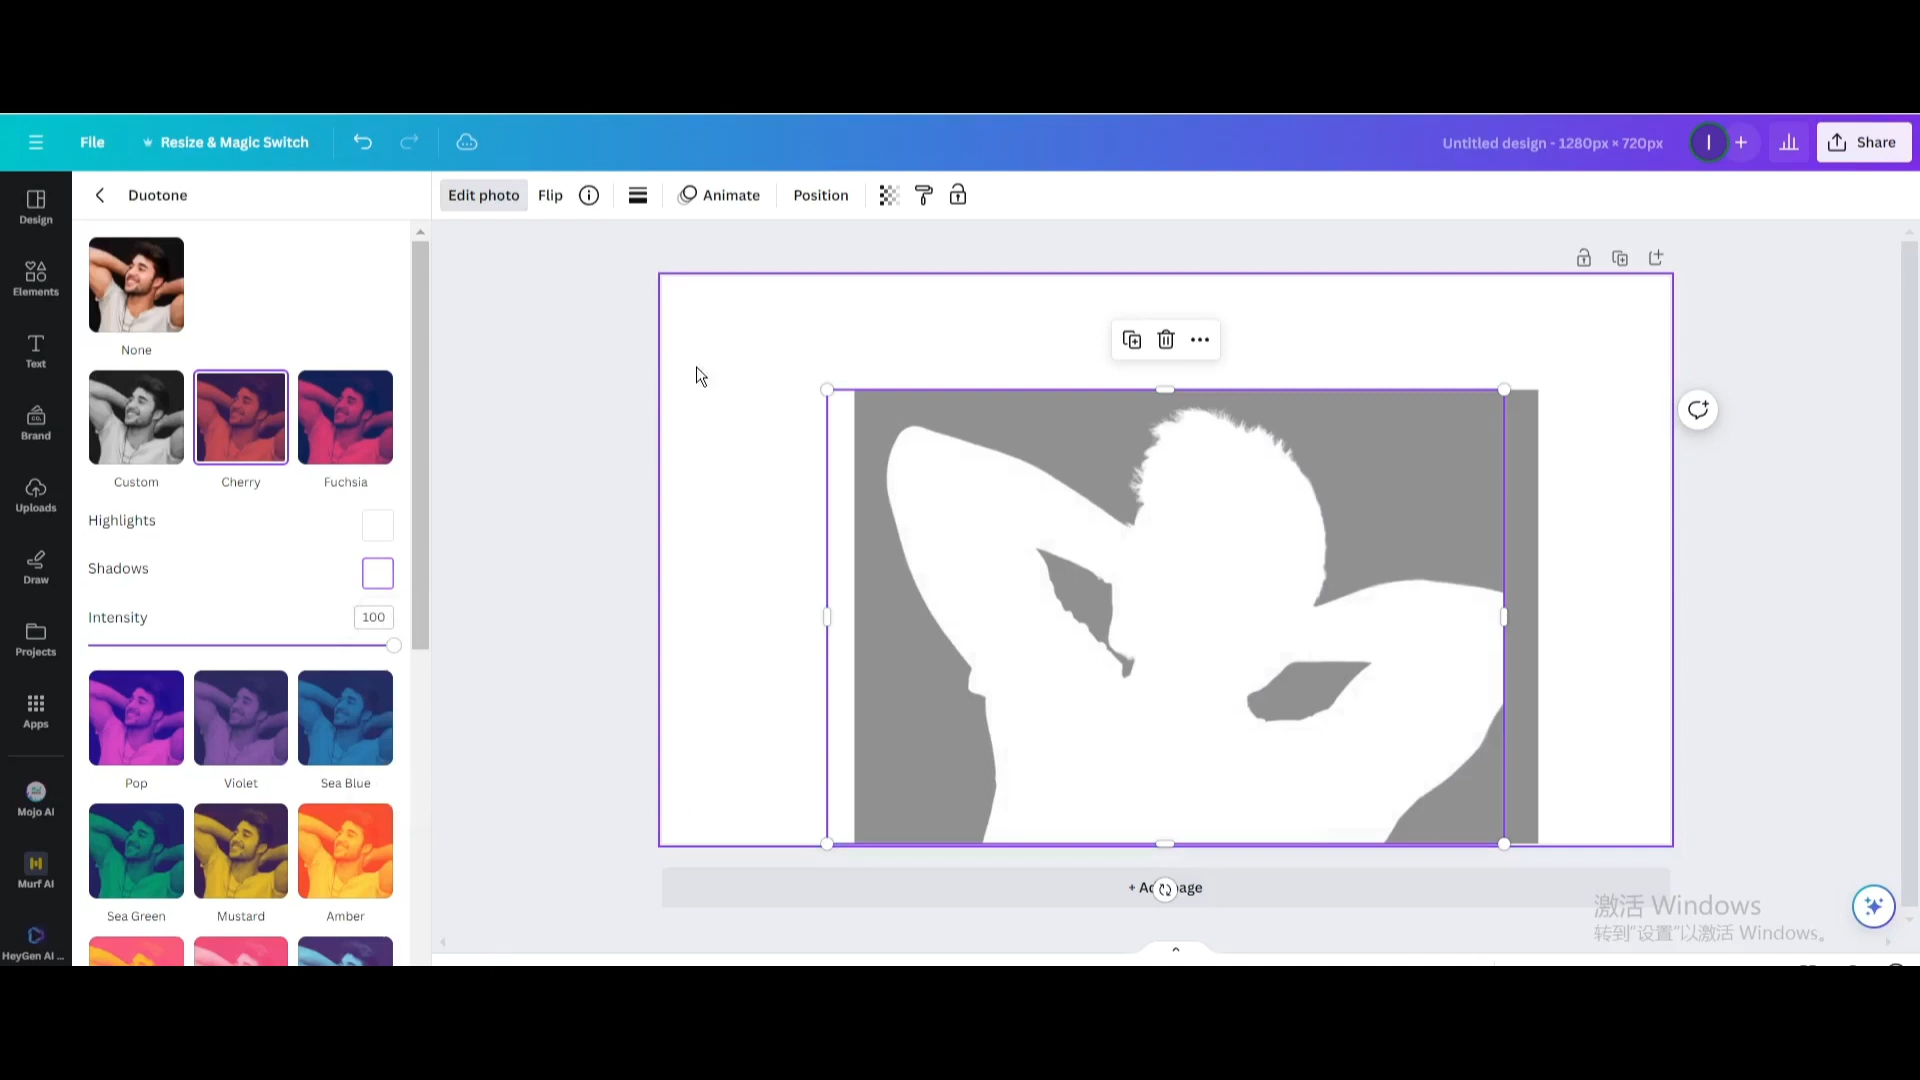 File
Resize & Magic Switch
Untitled design - 1280px × 720px
Share
Design
Elements
Text
Brand
Uploads
Draw
Projects
Apps
Mojo AI
Murf AI
HeyGen AI ...
Duotone
None
Custom
Cherry
Fuchsia
Highlights
Shadows
Intensity
100
Pop
Violet
Sea Blue
Sea Green
Mustard
Amber
Edit photo
Flip
Animate
Position
激活 Windows
转到"设置"以激活 Windows。